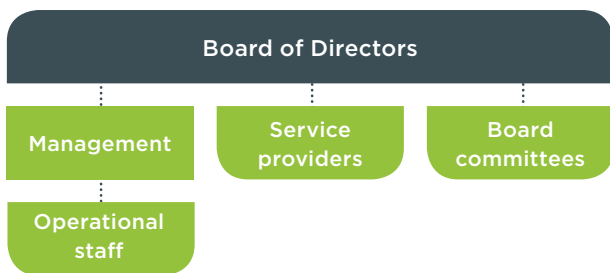 Board of Directors
Management
Service
providers
Board
committees
Operational
staff